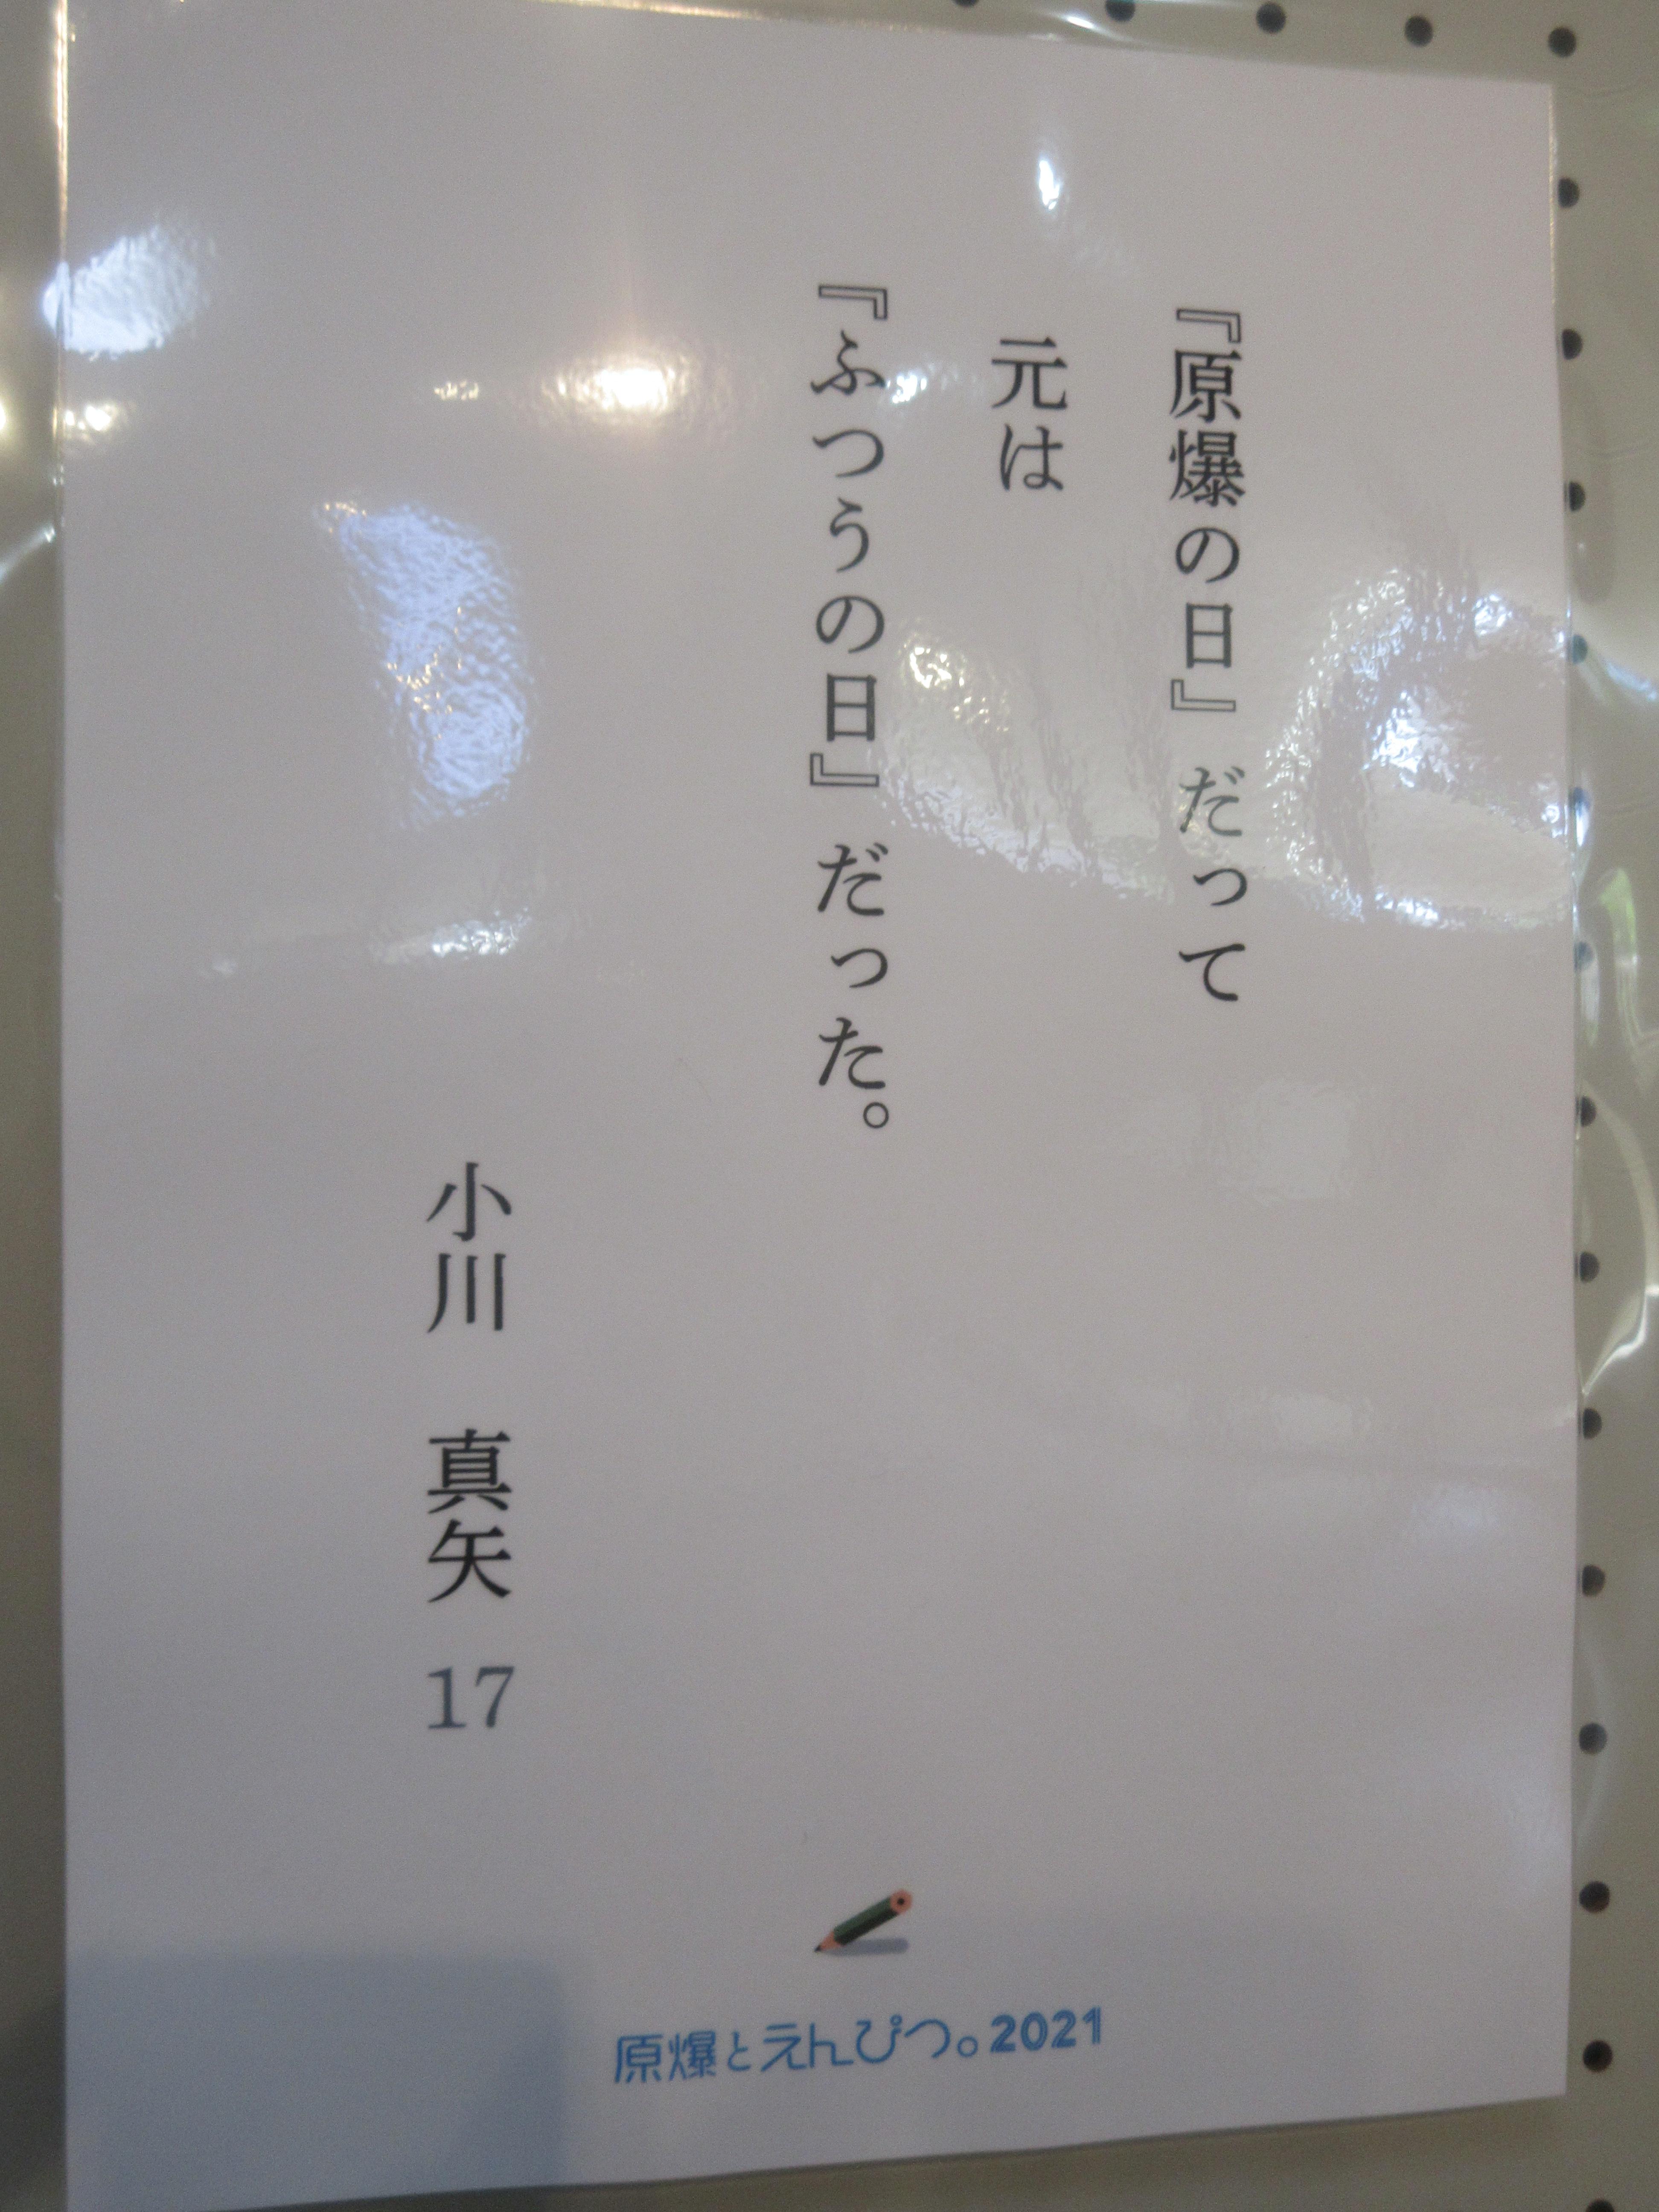 『原爆の日』だって
元は
『ふつうの日』だった。
小川 真矢 17
原爆とえんぴつ。2021